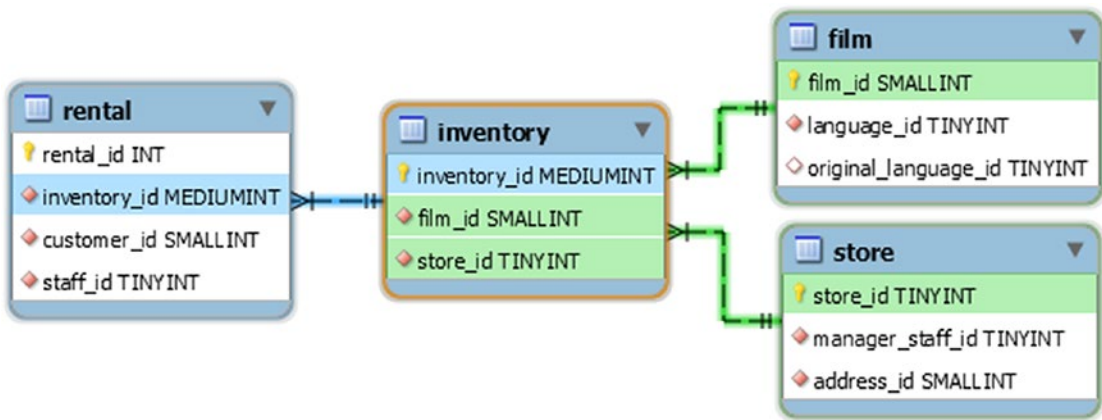 rental
rental_id INT
inventory_id MEDIUMINT
customer_id SMALLINT
staff_id TINYINT
inventory
inventory_id MEDIUMINT
film_id SMALLINT
store_id TINYINT
film
film_id SMALLINT
language_id TINYINT
original_language_id TINYINT
store
store_id TINYINT
manager_staff_id TINYINT
address_id SMALLINT